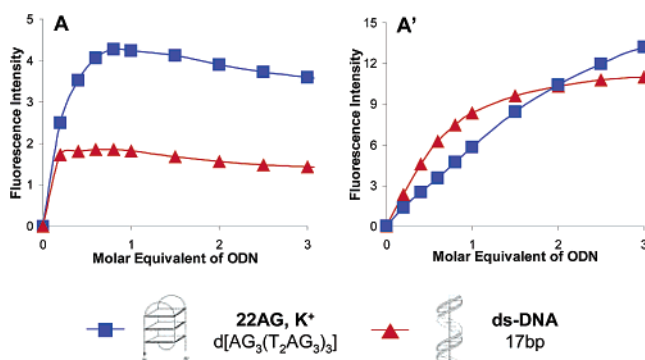 A
Fluorescence Intensity
5
4
3
2
1
0
0 1 2 3
Molar Equivalent of ODN
A'
Fluorescence Intensity
15
12
9
6
3
0
0 1 2 3
Molar Equivalent of ODN
22AG, K⁺
d[AG₃(T₂AG₃)₃]
ds-DNA
17bp